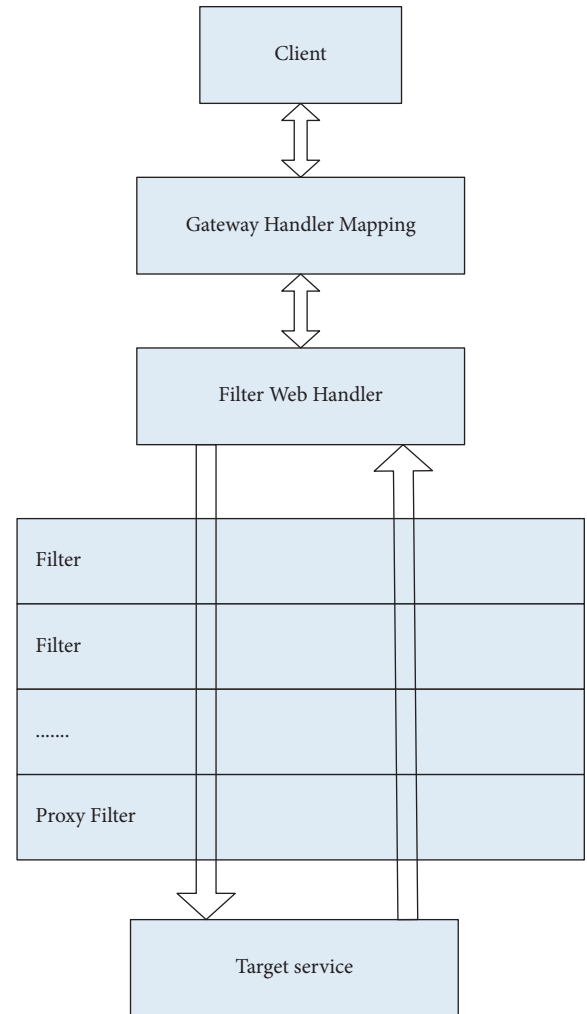 Client
Gateway Handler Mapping
Filter Web Handler
Filter
Filter
.......
Proxy Filter
Target service